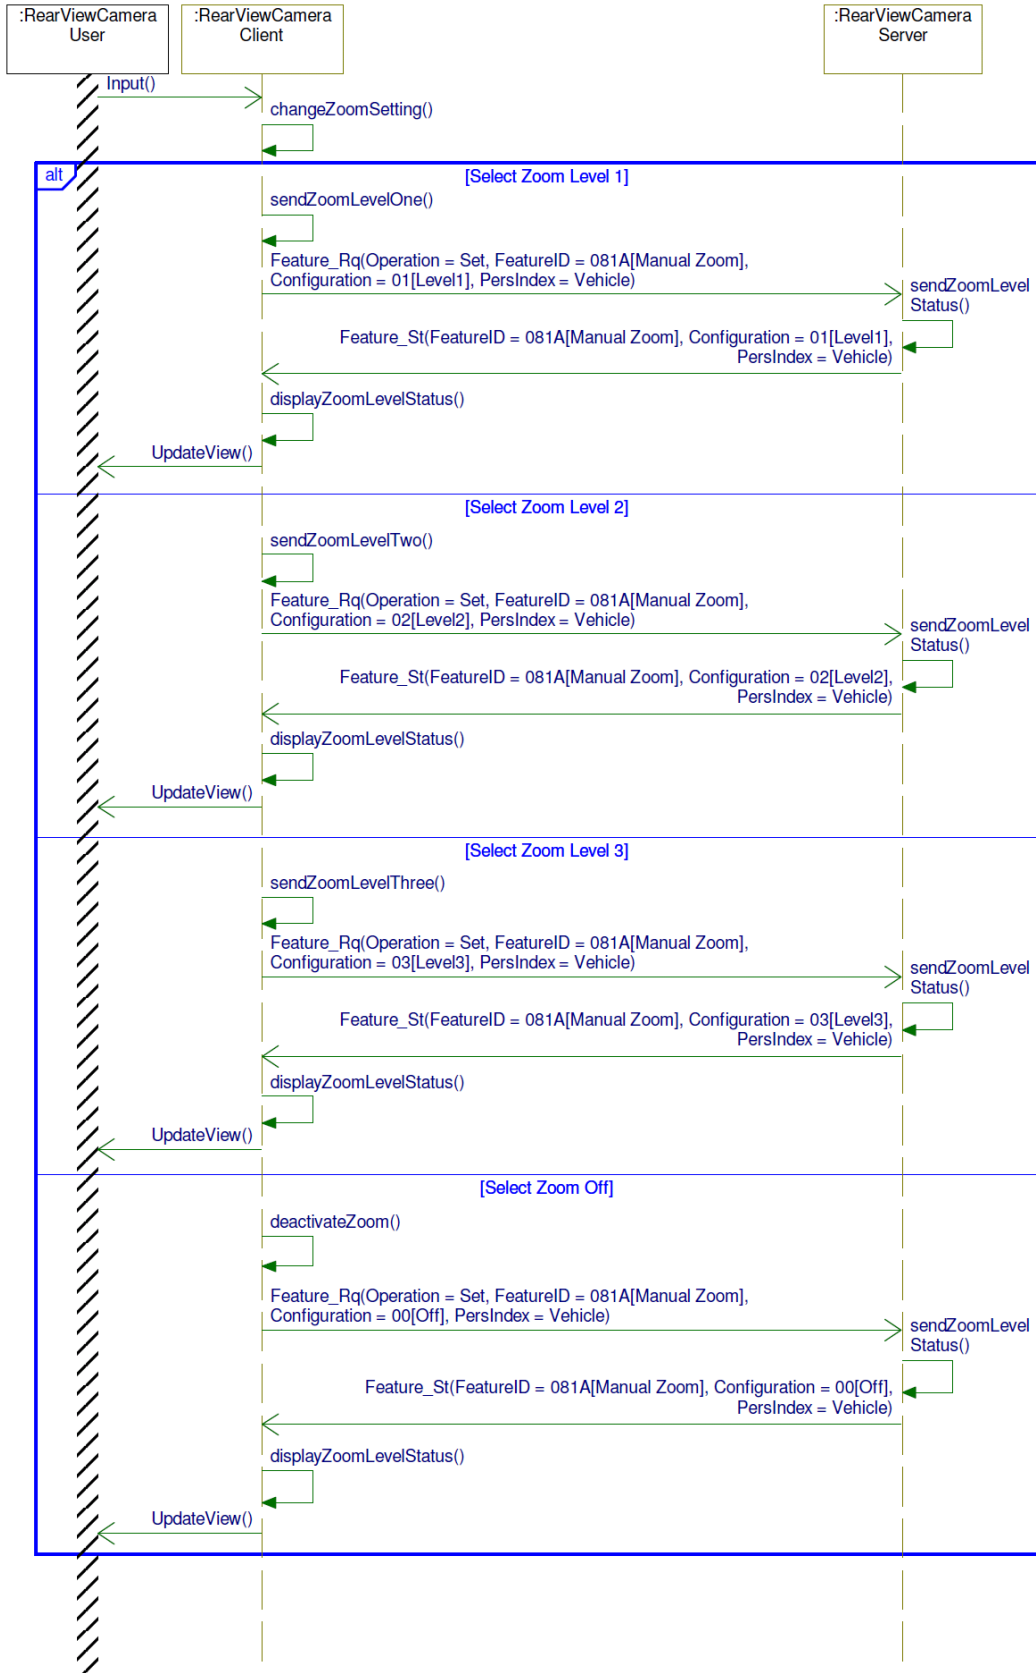 :RearViewCamera
User
:RearViewCamera
Client
:RearViewCamera
Server
Input()
changeZoomSetting()
alt
[Select Zoom Level 1]
sendZoomLevelOne()
Feature_Rq(Operation = Set, FeatureID = 081A[Manual Zoom],
Configuration = 01[Level1], PersIndex = Vehicle)
sendZoomLevel
Status()
Feature_St(FeatureID = 081A[Manual Zoom], Configuration = 01[Level1],
PersIndex = Vehicle)
displayZoomLevelStatus()
UpdateView()
[Select Zoom Level 2]
sendZoomLevelTwo()
Feature_Rq(Operation = Set, FeatureID = 081A[Manual Zoom],
Configuration = 02[Level2], PersIndex = Vehicle)
sendZoomLevel
Status()
Feature_St(FeatureID = 081A[Manual Zoom], Configuration = 02[Level2],
PersIndex = Vehicle)
displayZoomLevelStatus()
UpdateView()
[Select Zoom Level 3]
sendZoomLevelThree()
Feature_Rq(Operation = Set, FeatureID = 081A[Manual Zoom],
Configuration = 03[Level3], PersIndex = Vehicle)
sendZoomLevel
Status()
Feature_St(FeatureID = 081A[Manual Zoom], Configuration = 03[Level3],
PersIndex = Vehicle)
displayZoomLevelStatus()
UpdateView()
[Select Zoom Off]
deactivateZoom()
Feature_Rq(Operation = Set, FeatureID = 081A[Manual Zoom],
Configuration = 00[Off], PersIndex = Vehicle)
sendZoomLevel
Status()
Feature_St(FeatureID = 081A[Manual Zoom], Configuration = 00[Off],
PersIndex = Vehicle)
displayZoomLevelStatus()
UpdateView()